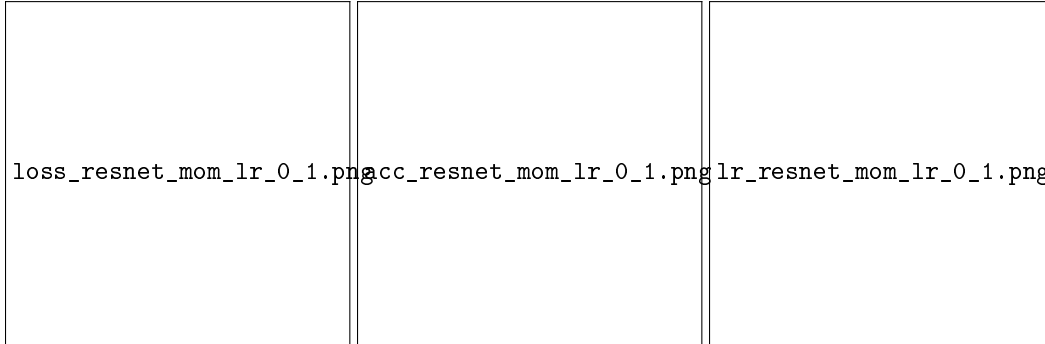 loss_resnet_mom_lr_0_1.png
acc_resnet_mom_lr_0_1.png
lr_resnet_mom_lr_0_1.png